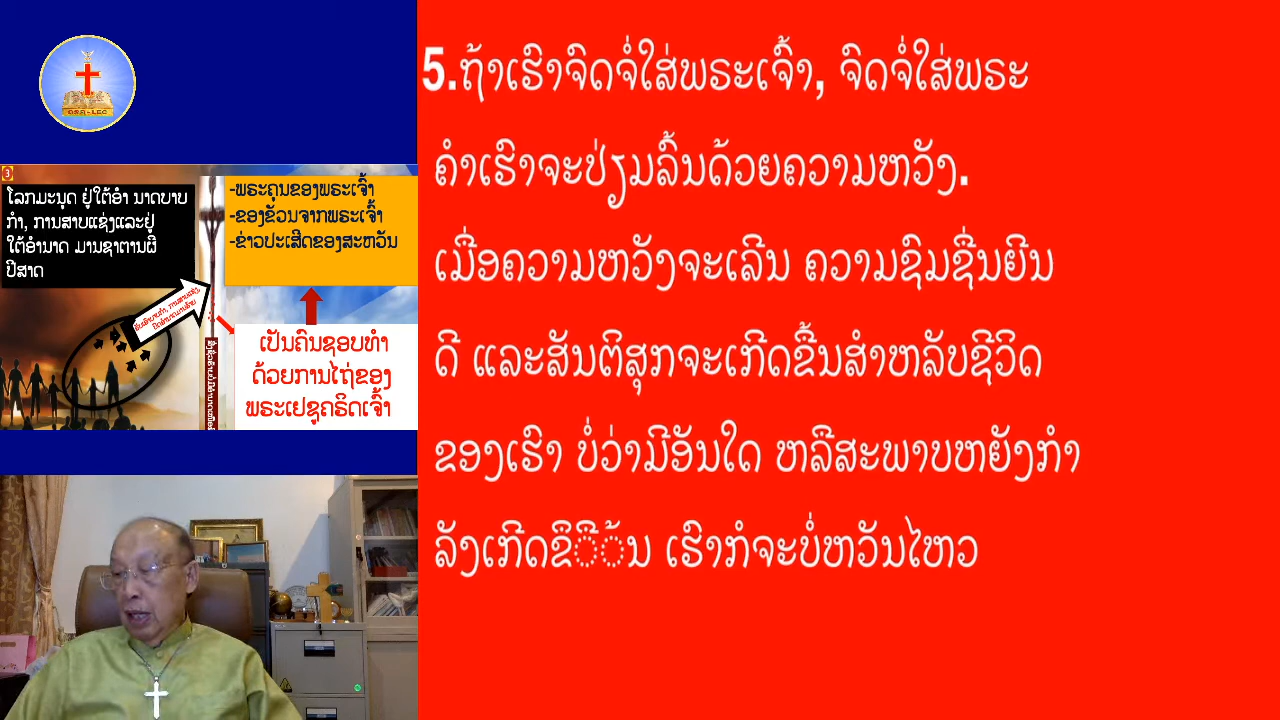 3
ໂລກມະນຸດ ຢູ່ໃຕ້ອຳ ນາດບາບ
ກຳ, ການສາບແຊ່ງແລະຢູ່
ໃຕ້ອຳນາດ ມານຊາຕານຜີ
ປີສາດ
-ພຣະຄຸນຂອງພຣະເຈົ້າ
-ຂອງຂັວນຈາກພຣະເຈົ້າ
-ຂ່າວປະເສີດຂອງສະຫວັນ
ເປັນຄົນຊອບທຳ
ດ້ວຍການໄຖ່ຂອງ
ພຣະເຢຊູຄຣິດເຈົ້າ
5.ຖ້າເຮົາຈິດຈໍ່ໃສ່ພຣະເຈົ້າ, ຈິດຈໍ່ໃສ່ພຣະ
ຄຳເຮົາຈະປ່ຽມລົ້ນດ້ວຍຄວາມຫວັງ.
ເມື່ອຄວາມຫວັງຈະເລີນ ຄວາມຊົມຊື່ນຍິນ
ດີ ແລະສັນຕິສຸກຈະເກີດຂື້ນສຳຫລັບຊີວິດ
ຂອງເຮົາ ບໍ່ວ່າມີອັນໃດ ຫລືສະພາບຫຍັງກຳ
ລັງເກີດຂຶື້ນ ເຮົາກໍຈະບໍ່ຫວັນໄຫວ